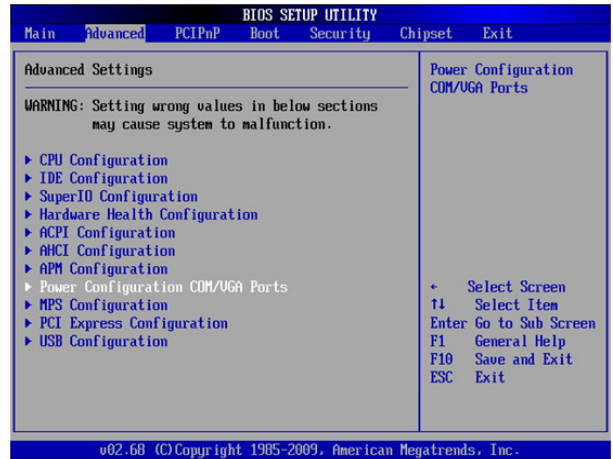 BIOS SETUP UTILITY
Main Advanced PCIPnP Boot Security Chipset Exit
Advanced Settings
WARNING: Setting wrong values in below sections
may cause system to malfunction.
▶ CPU Configuration
▶ IDE Configuration
▶ SuperIO Configuration
▶ Hardware Health Configuration
▶ ACPI Configuration
▶ AHCI Configuration
▶ APM Configuration
▶ Power Configuration COM/VGA Ports
▶ MPS Configuration
▶ PCI Express Configuration
▶ USB Configuration
Power Configuration
COM/VGA Ports
← Select Screen
↑↓ Select Item
Enter Go to Sub Screen
F1 General Help
F10 Save and Exit
ESC Exit
v02.68 (C)Copyright 1985-2009, American Megatrends, Inc.